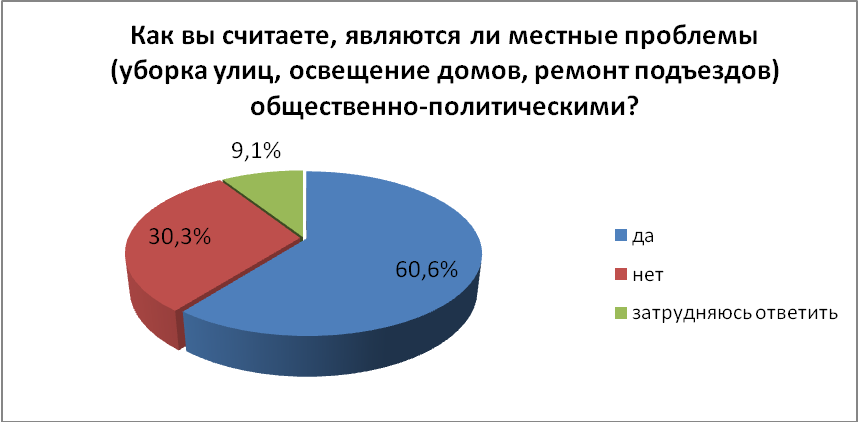 Как вы считаете, являются ли местные проблемы
(уборка улиц, освещение домов, ремонт подъездов)
общественно-политическими?
9,1%
30,3%
60,6%
да
нет
затрудняюсь ответить